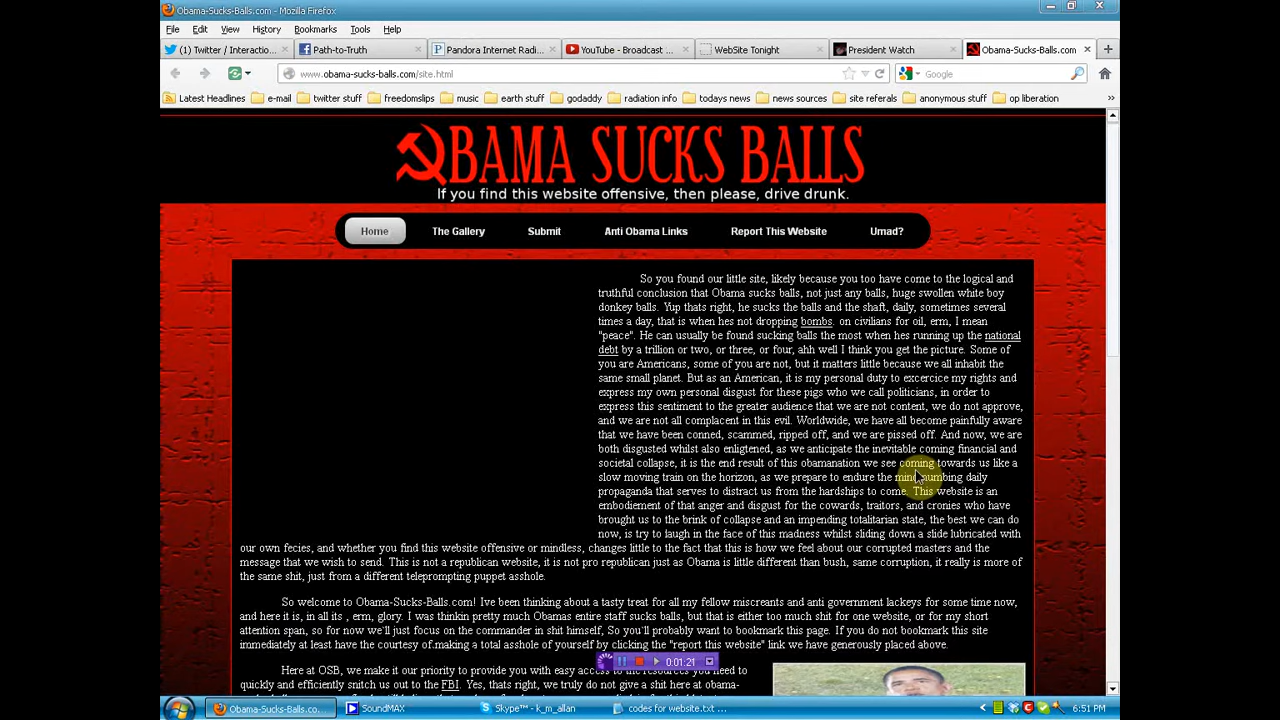 Obama-Sucks-Balls.com - Mozilla Firefox
File Edit View History Bookmarks Tools Help
(1) Twitter / Interactio... Path-to-Truth Pandora Internet Radi... YouTube - Broadcast ... WebSite Tonight President Watch Obama-Sucks-Balls.com
www.obama-sucks-balls.com/site.html Google
Latest Headlines e-mail twitter stuff freedomslips music earth stuff godaddy radiation info todays news news sources site referals anonymous stuff op liberation »
OBAMA SUCKS BALLS
If you find this website offensive, then please, drive drunk.
Home The Gallery Submit Anti Obama Links Report This Website Umad?
So you found our little site, likely because you too have come to the logical and
truthful conclusion that Obama sucks balls, not just any balls, huge swollen white boy
donkey balls. Yup thats right, he sucks the balls and the shaft, daily, sometimes several
times a day, that is when hes not dropping bombs. on civilians for oil, erm, I mean
"peace". He can usually be found sucking balls the most when hes running up the national
debt by a trillion or two, or three, or four, ahh well I think you get the picture. Some of
you are Americans, some of you are not, but it matters little because we all inhabit the
same small planet. But as an American, it is my personal duty to excercice my rights and
express my own personal disgust for these pigs who we call politicians, in order to
express this sentiment to the greater audience that we are not content, we do not approve,
and we are not all complacent in this evil. Worldwide, we have all become painfully aware
that we have been conned, scammed, ripped off, and we are pissed off. And now, we are
both disgusted whilst also enligtened, as we anticipate the inevitable coming financial and
societal collapse, it is the end result of this obamanation we see coming towards us like a
slow moving train on the horizon, as we prepare to endure the mind numbing daily
propaganda that serves to distract us from the hardships to come. This website is an
embodiement of that anger and disgust for the cowards, traitors, and cronies who have
brought us to the brink of collapse and an impending totalitarian state, the best we can do
now, is try to laugh in the face of this madness whilst sliding down a slide lubricated with
our own fecies, and whether you find this website offensive or mindless, changes little to the fact that this is how we feel about our corrupted masters and the
message that we wish to send. This is not a republican website, it is not pro republican just as Obama is little different than bush, same corruption, it really is more of
the same shit, just from a different teleprompting puppet asshole.
So welcome to Obama-Sucks-Balls.com! Ive been thinking about a tasty treat for all my fellow miscreants and anti government lackeys for some time now,
and here it is, in all its , erm, glory. I was thinkin pretty much Obamas entire staff sucks balls, but that is either too much shit for one website, or for my short
attention span, so for now we'll just focus on the commander in shit himself, So you'll probably want to bookmark this page. If you do not bookmark this site
immediately at least have the courtesy of.making a total asshole of yourself by clicking the "report this website" link we have generously placed above.
Here at OSB, we make it our priority to provide you with easy access to the resources you need to
quickly and efficiently snitch us out to the FBI. Yes, thats right, we truly do not give a shit here at obama-
0:01:21
Obama-Sucks-Balls.co... SoundMAX Skype™ - k_m_allan codes for website.txt ... 6:51 PM